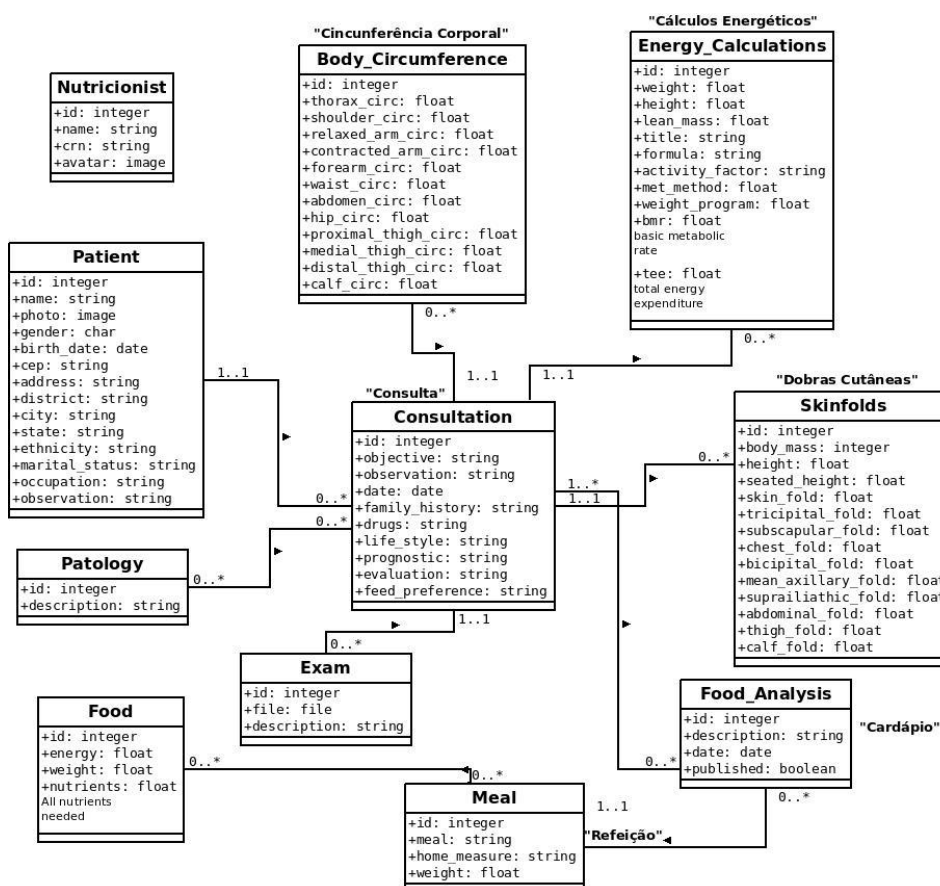 "Cincunferência Corporal"
Body_Circumference
+id: integer
+thorax_circ: float
+shoulder_circ: float
+relaxed_arm_circ: float
+contracted_arm_circ: float
+forearm_circ: float
+waist_circ: float
+abdomen_circ: float
+hip_circ: float
+proximal_thigh_circ: float
+medial_thigh_circ: float
+distal_thigh_circ: float
+calf_circ: float
0..*
1..1
"Cálculos Energéticos"
Energy_Calculations
+id: integer
+weight: float
+height: float
+lean_mass: float
+title: string
+formula: string
+activity_factor: string
+met_method: float
+weight_program: float
+bmr: float
basic metabolic
rate
+tee: float
total energy
expenditure
0..*
1..1
Nutricionist
+id: integer
+name: string
+crn: string
+avatar: image
Patient
+id: integer
+name: string
+photo: image
+gender: char
+birth_date: date
+cep: string
+address: string
+district: string
+city: string
+state: string
+ethnicity: string
+marital_status: string
+occupation: string
+observation: string
1..1
0..*
"Consulta"
Consultation
+id: integer
+objective: string
+observation: string
+date: date
+family_history: string
+drugs: string
+life_style: string
+prognostic: string
+evaluation: string
+feed_preference: string
1..*
1..1
0..*
"Dobras Cutâneas"
Skinfolds
+id: integer
+body_mass: integer
+height: float
+seated_height: float
+skin_fold: float
+tricipital_fold: float
+subscapular_fold: float
+chest_fold: float
+bicipital_fold: float
+mean_axillary_fold: float
+suprailiathic_fold: float
+abdominal_fold: float
+thigh_fold: float
+calf_fold: float
Patology
+id: integer
+description: string
0..*
0..*
1..1
0..*
Exam
+id: integer
+file: file
+description: string
Food
+id: integer
+energy: float
+weight: float
+nutrients: float
All nutrients
needed
0..*
0..*
Meal
+id: integer
+meal: string
+home_measure: string
+weight: float
1..1
"Refeição"
Food_Analysis
+id: integer
+description: string
+date: date
+published: boolean
"Cardápio"
0..*
0..*